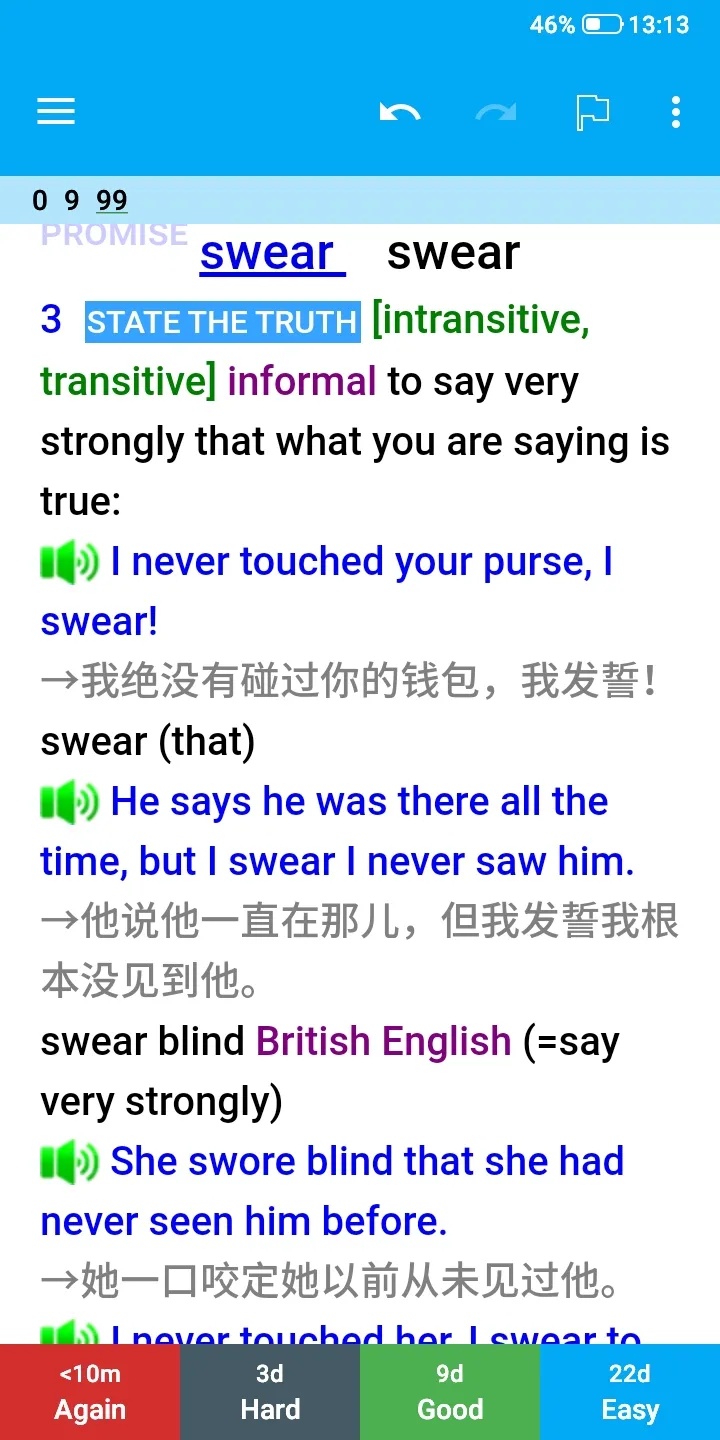 46% 13:13
0 9 99
PROMISE
swear swear
3 STATE THE TRUTH [intransitive,
transitive] informal to say very
strongly that what you are saying is
true:
I never touched your purse, I
swear!
→我绝没有碰过你的钱包，我发誓！
swear (that)
He says he was there all the
time, but I swear I never saw him.
→他说他一直在那儿，但我发誓我根
本没见到他。
swear blind British English (=say
very strongly)
She swore blind that she had
never seen him before.
→她一口咬定她以前从未见过他。
I never touched her, I swear to
<10m 3d 9d 22d
Again Hard Good Easy